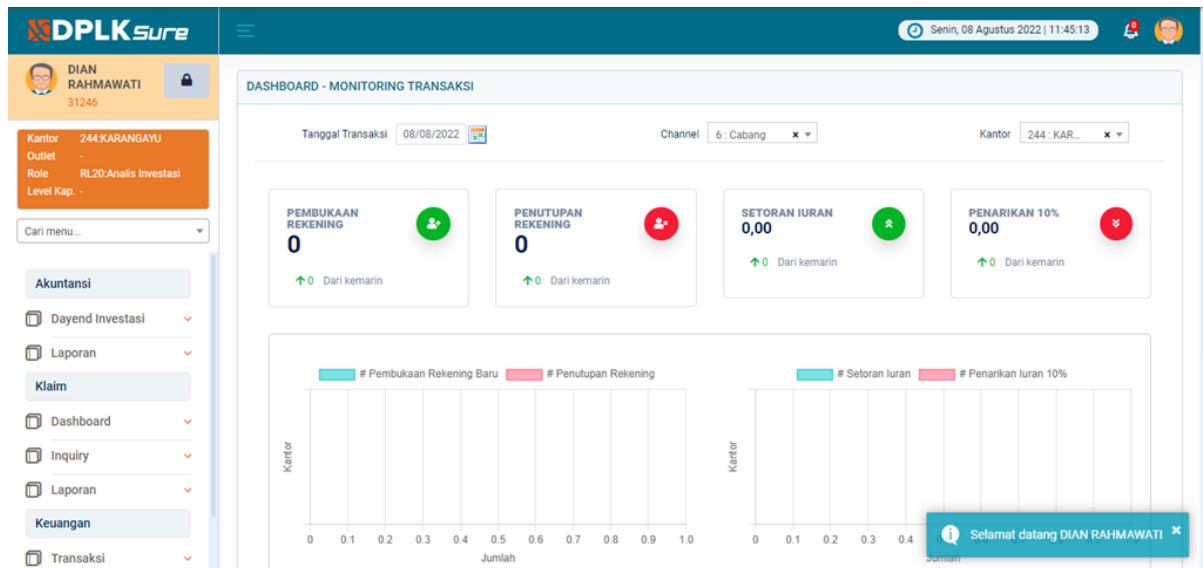 DPLKSure
Senin, 08 Agustus 2022 | 11:45:13
DIAN
RAHMAWATI
31246
Kantor 244:KARANGAYU
Outlet -
Role RL20:Analis Investasi
Level Kap. -
Cari menu...
Akuntansi
Dayend Investasi
Laporan
Klaim
Dashboard
Inquiry
Laporan
Keuangan
Transaksi
DASHBOARD - MONITORING TRANSAKSI
Tanggal Transaksi 08/08/2022
Channel 6 : Cabang
Kantor 244 : KAR...
PEMBUKAAN
REKENING
0
0 Dari kemarin
PENUTUPAN
REKENING
0
0 Dari kemarin
SETORAN IURAN
0,00
0 Dari kemarin
PENARIKAN 10%
0,00
0 Dari kemarin
# Pembukaan Rekening Baru # Penutupan Rekening
Kantor
0 0.1 0.2 0.3 0.4 0.5 0.6 0.7 0.8 0.9 1.0
Jumlah
# Setoran Iuran # Penarikan Iuran 10%
Kantor
0 0.1 0.2 0.3 0.4
Jumlah
Selamat datang DIAN RAHMAWATI